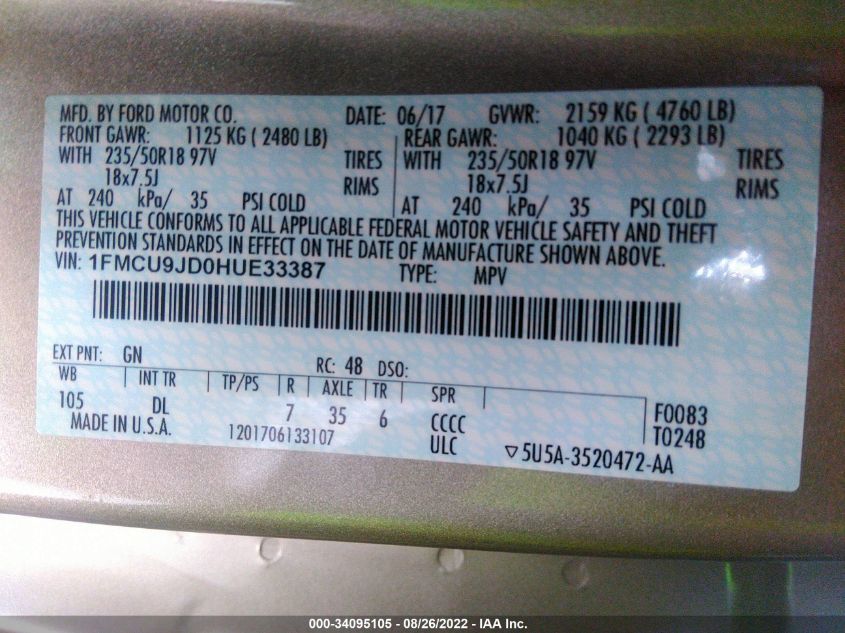 MFD. BY FORD MOTOR CO. DATE: 06/17 GVWR: 2159 KG ( 4760 LB)
FRONT GAWR: 1125 KG ( 2480 LB) REAR GAWR: 1040 KG ( 2293 LB)
WITH 235/50R18 97V TIRES WITH 235/50R18 97V TIRES
18x7.5J RIMS 18x7.5J RIMS
AT 240 kPa/ 35 PSI COLD AT 240 kPa/ 35 PSI COLD
THIS VEHICLE CONFORMS TO ALL APPLICABLE FEDERAL MOTOR VEHICLE SAFETY AND THEFT
PREVENTION STANDARDS IN EFFECT ON THE DATE OF MANUFACTURE SHOWN ABOVE.
VIN: 1FMCU9JD0HUE33387 TYPE: MPV
EXT PNT: GN RC: 48 DSO:
WB INT TR TP/PS R AXLE TR SPR
105 DL 7 35 6 CCCC F0083
MADE IN U.S.A. 1201706133107 ULC T0248
▽5U5A-3520472-AA
000-34095105 - 08/26/2022 - IAA Inc.